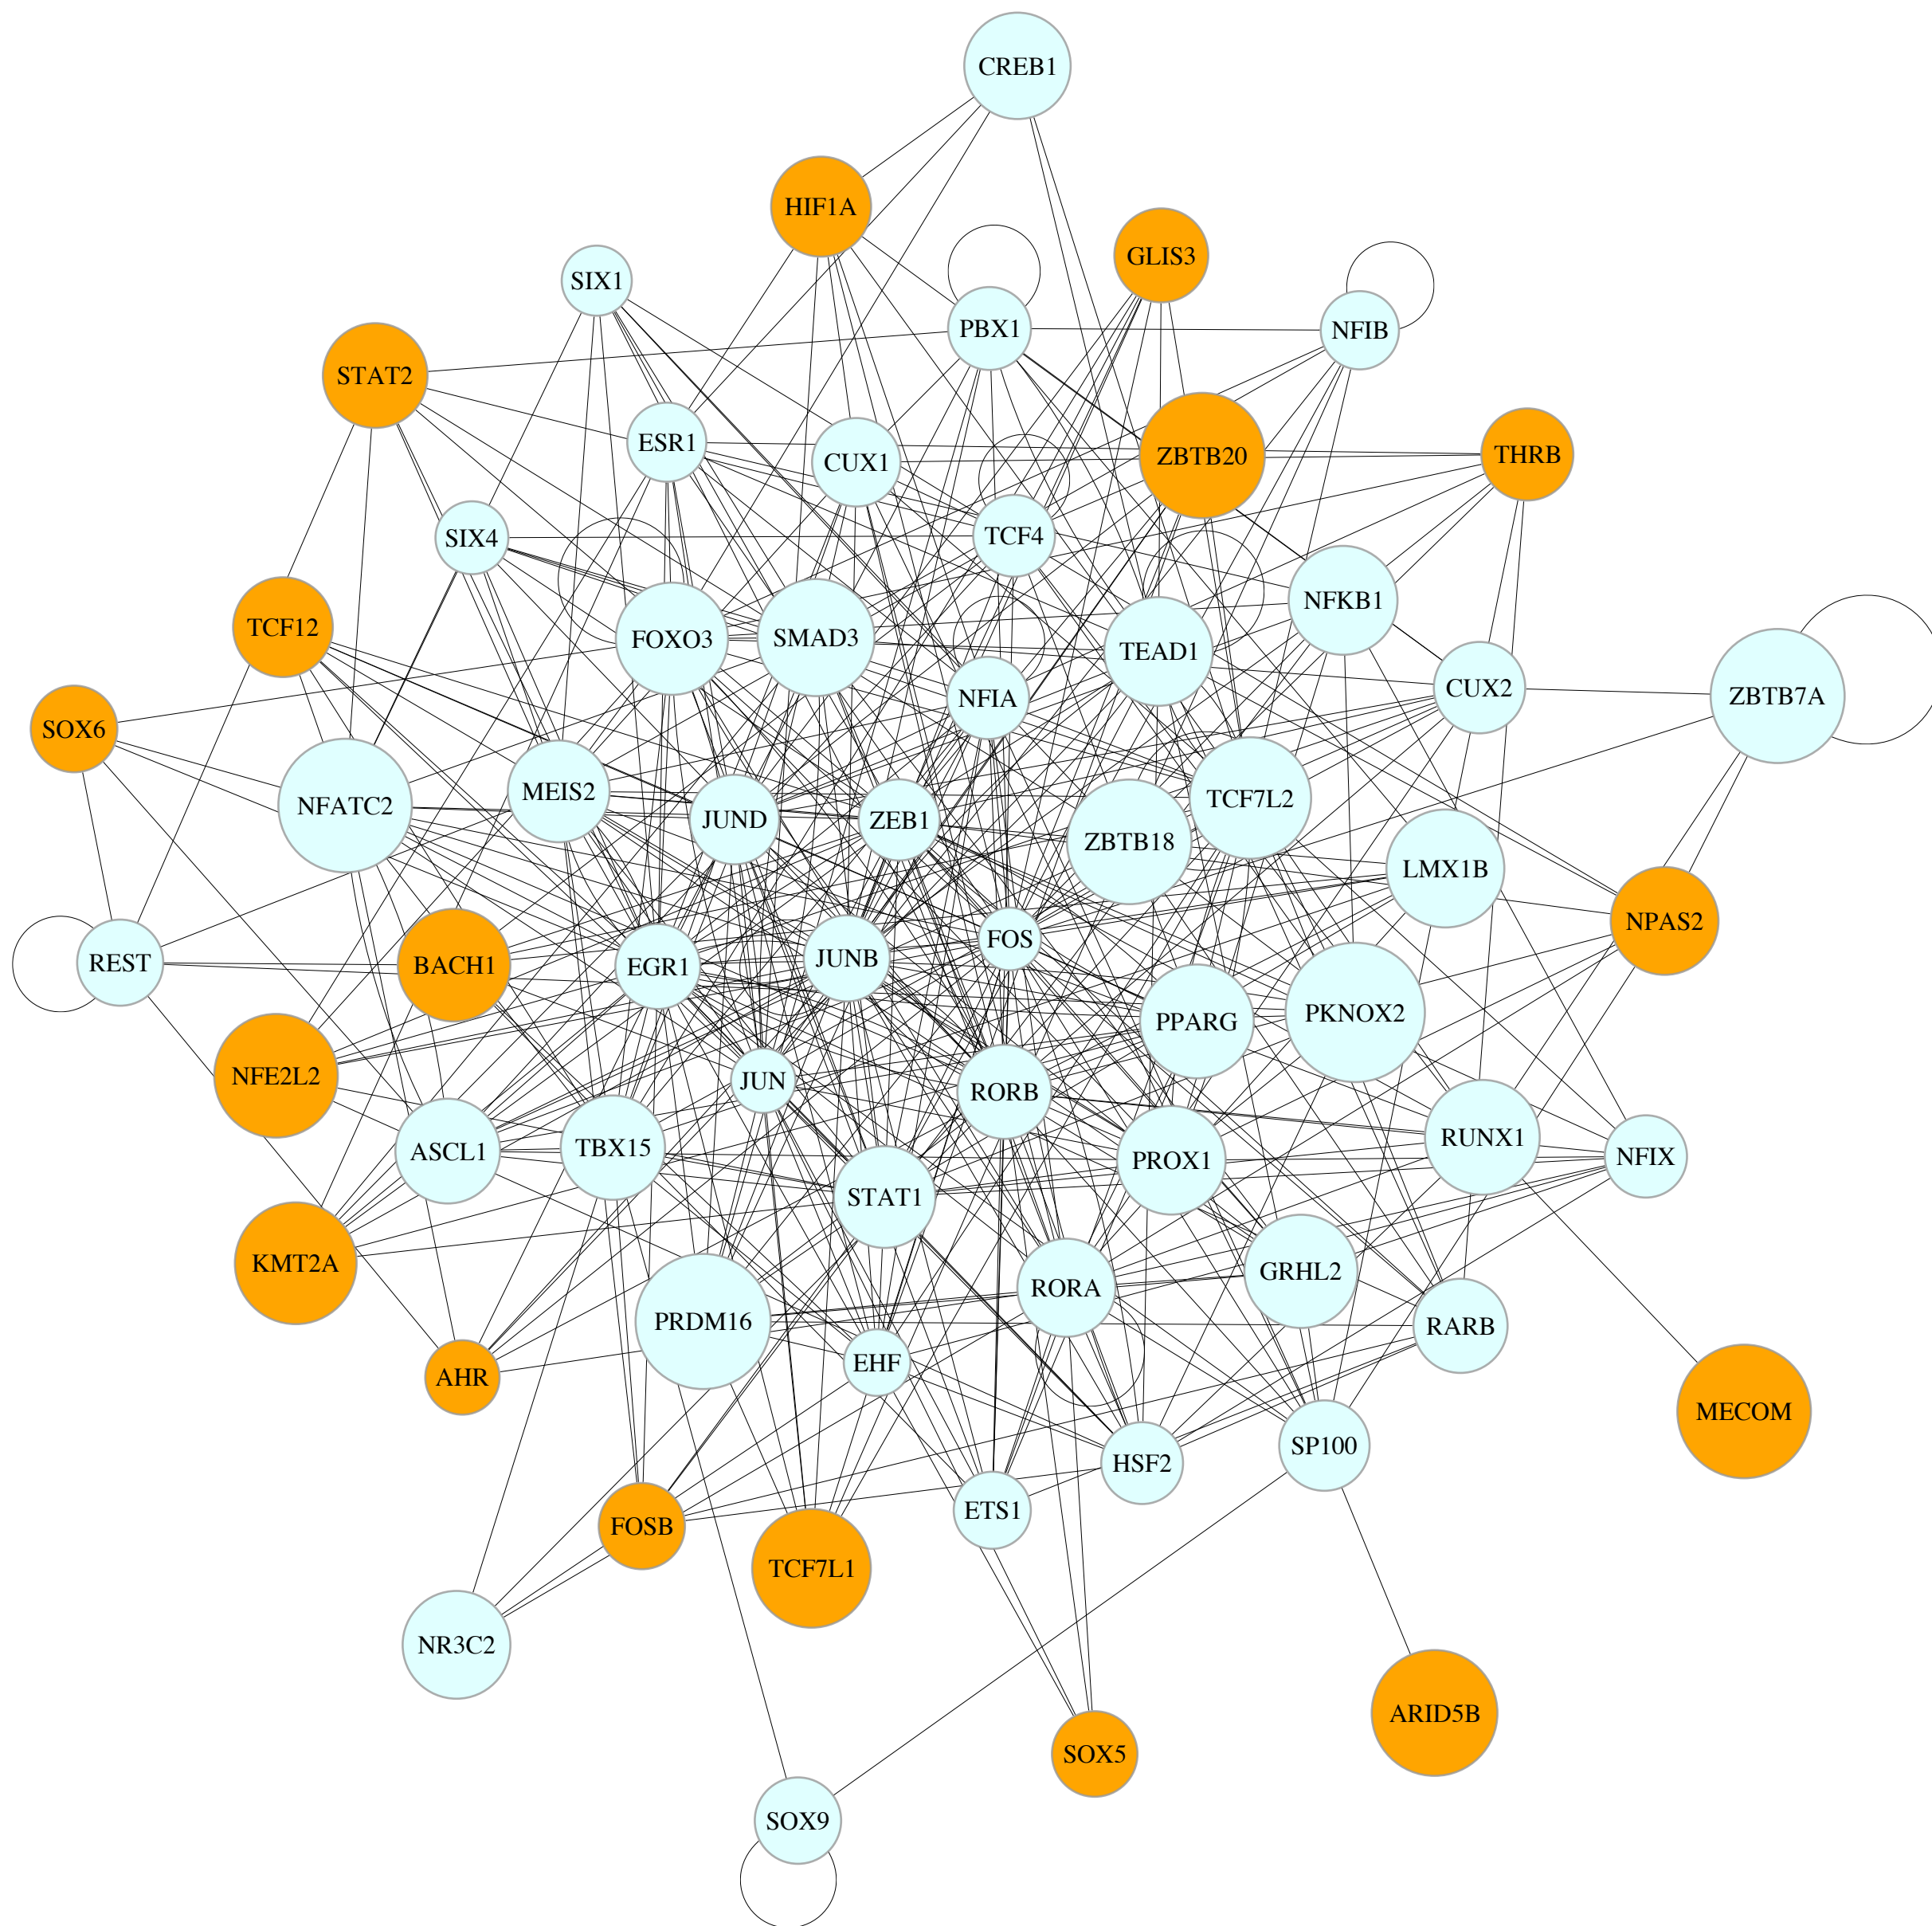 CREB1
HIF1A
GLIS3
SIX1
PBX1
NFIB
STAT2
ESR1
CUX1
ZBTB20
THRB
SIX4
TCF4
NFKB1
TCF12
FOXO3
SMAD3
TEAD1
NFIA
CUX2
ZBTB7A
SOX6
NFATC2
MEIS2
JUND
ZEB1
ZBTB18
TCF7L2
LMX1B
NPAS2
REST
BACH1
EGR1
JUNB
FOS
PPARG
PKNOX2
NFE2L2
JUN
RORB
ASCL1
TBX15
STAT1
PROX1
RUNX1
NFIX
KMT2A
PRDM16
RORA
GRHL2
RARB
AHR
EHF
MECOM
SP100
HSF2
ETS1
FOSB
TCF7L1
NR3C2
ARID5B
SOX5
SOX9